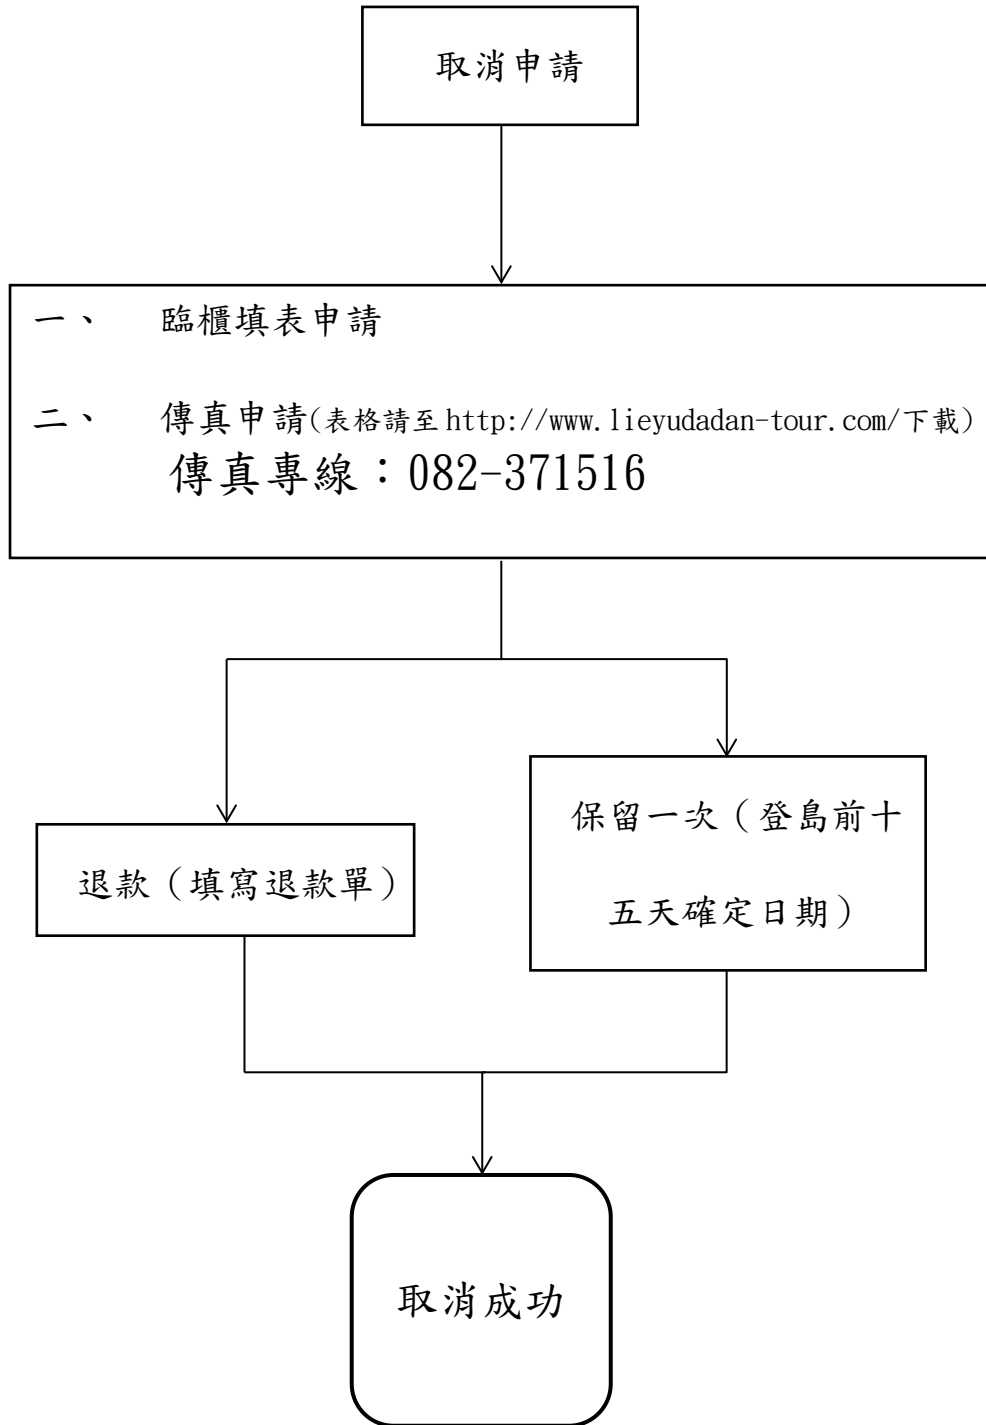 取消申請
一、 臨櫃填表申請
二、 傳真申請(表格請至http://www.lieyudadan-tour.com/下載)
傳真專線：082-371516
退款（填寫退款單）
保留一次（登島前十
五天確定日期）
取消成功